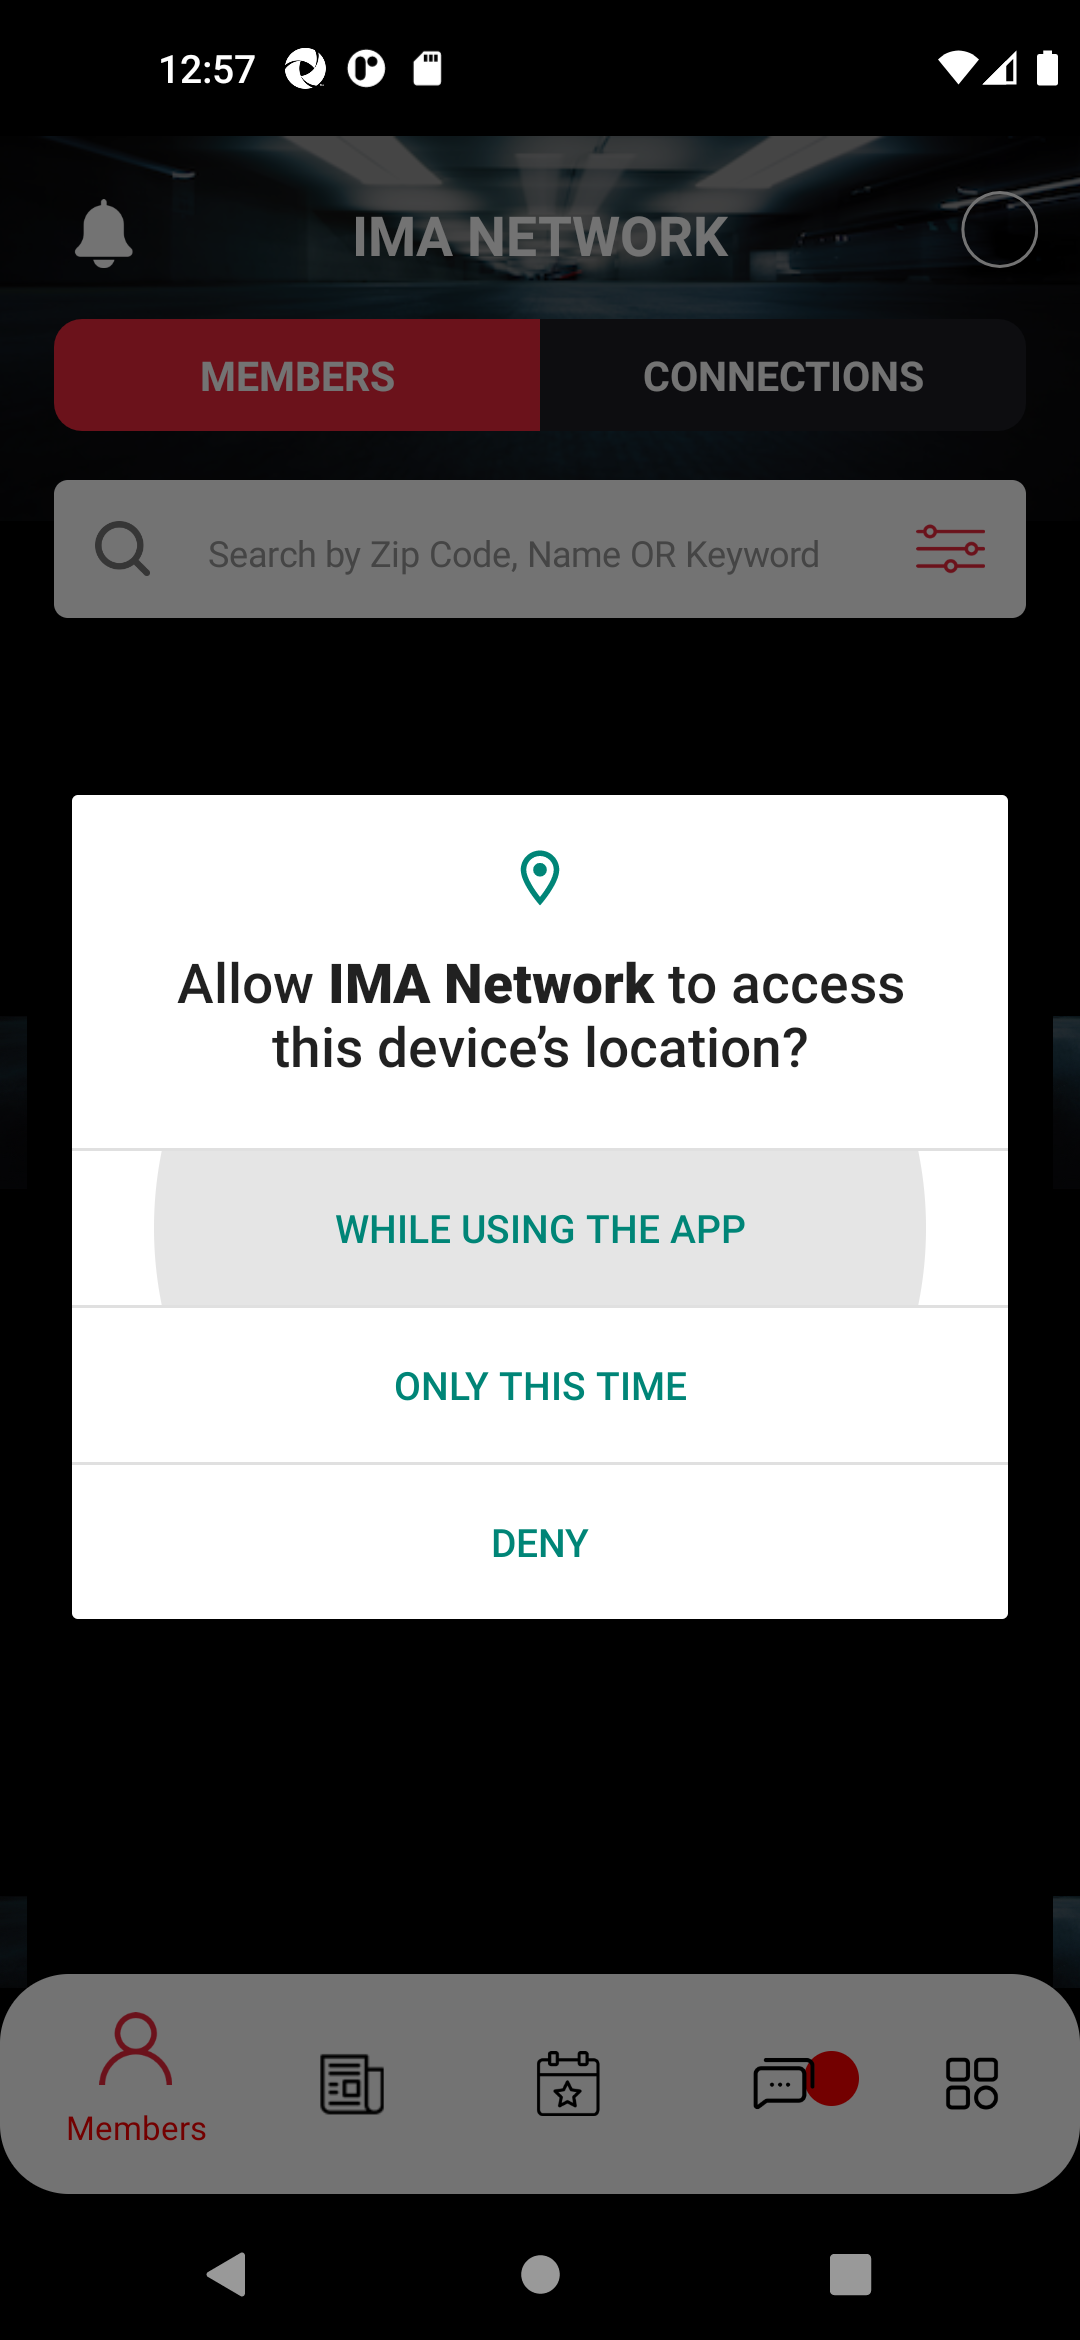 12:57
IMA NETWORK
MEMBERS
CONNECTIONS
Search by Zip Code, Name OR Keyword
Allow IMA Network to access
this device’s location?
WHILE USING THE APP
ONLY THIS TIME
DENY
Members